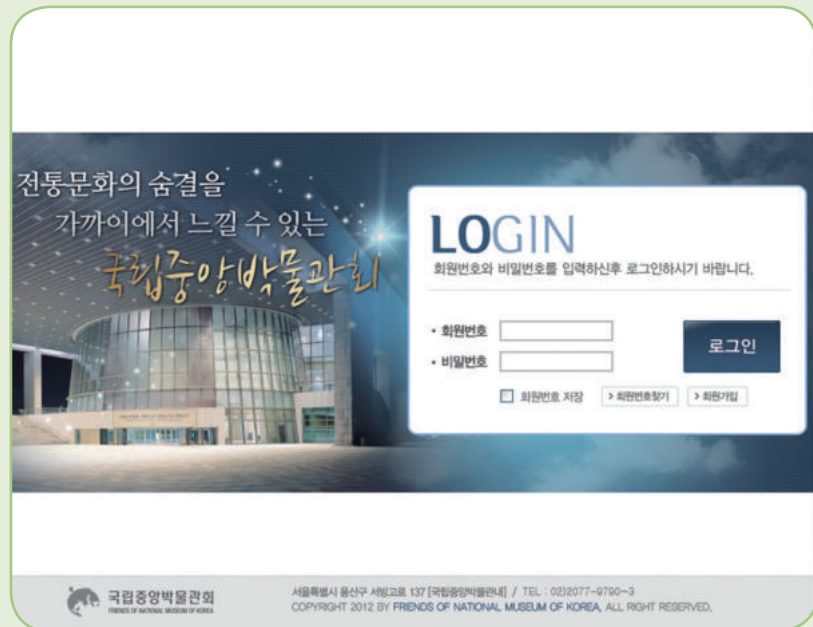 전통문화의 숨결을
가까이에서 느낄 수 있는
국립중앙박물관회
LOGIN
회원번호와 비밀번호를 입력하신후 로그인하시기 바랍니다.
• 회원번호
로그인
• 비밀번호
회원번호 저장 > 회원번호찾기 > 회원가입
국립중앙박물관회
FRIENDS OF NATIONAL MUSEUM OF KOREA
서울특별시 용산구 서빙고로 137 [국립중앙박물관내] / TEL : 02)2077-9790~3
COPYRIGHT 2012 BY FRIENDS OF NATIONAL MUSEUM OF KOREA, ALL RIGHT RESERVED.